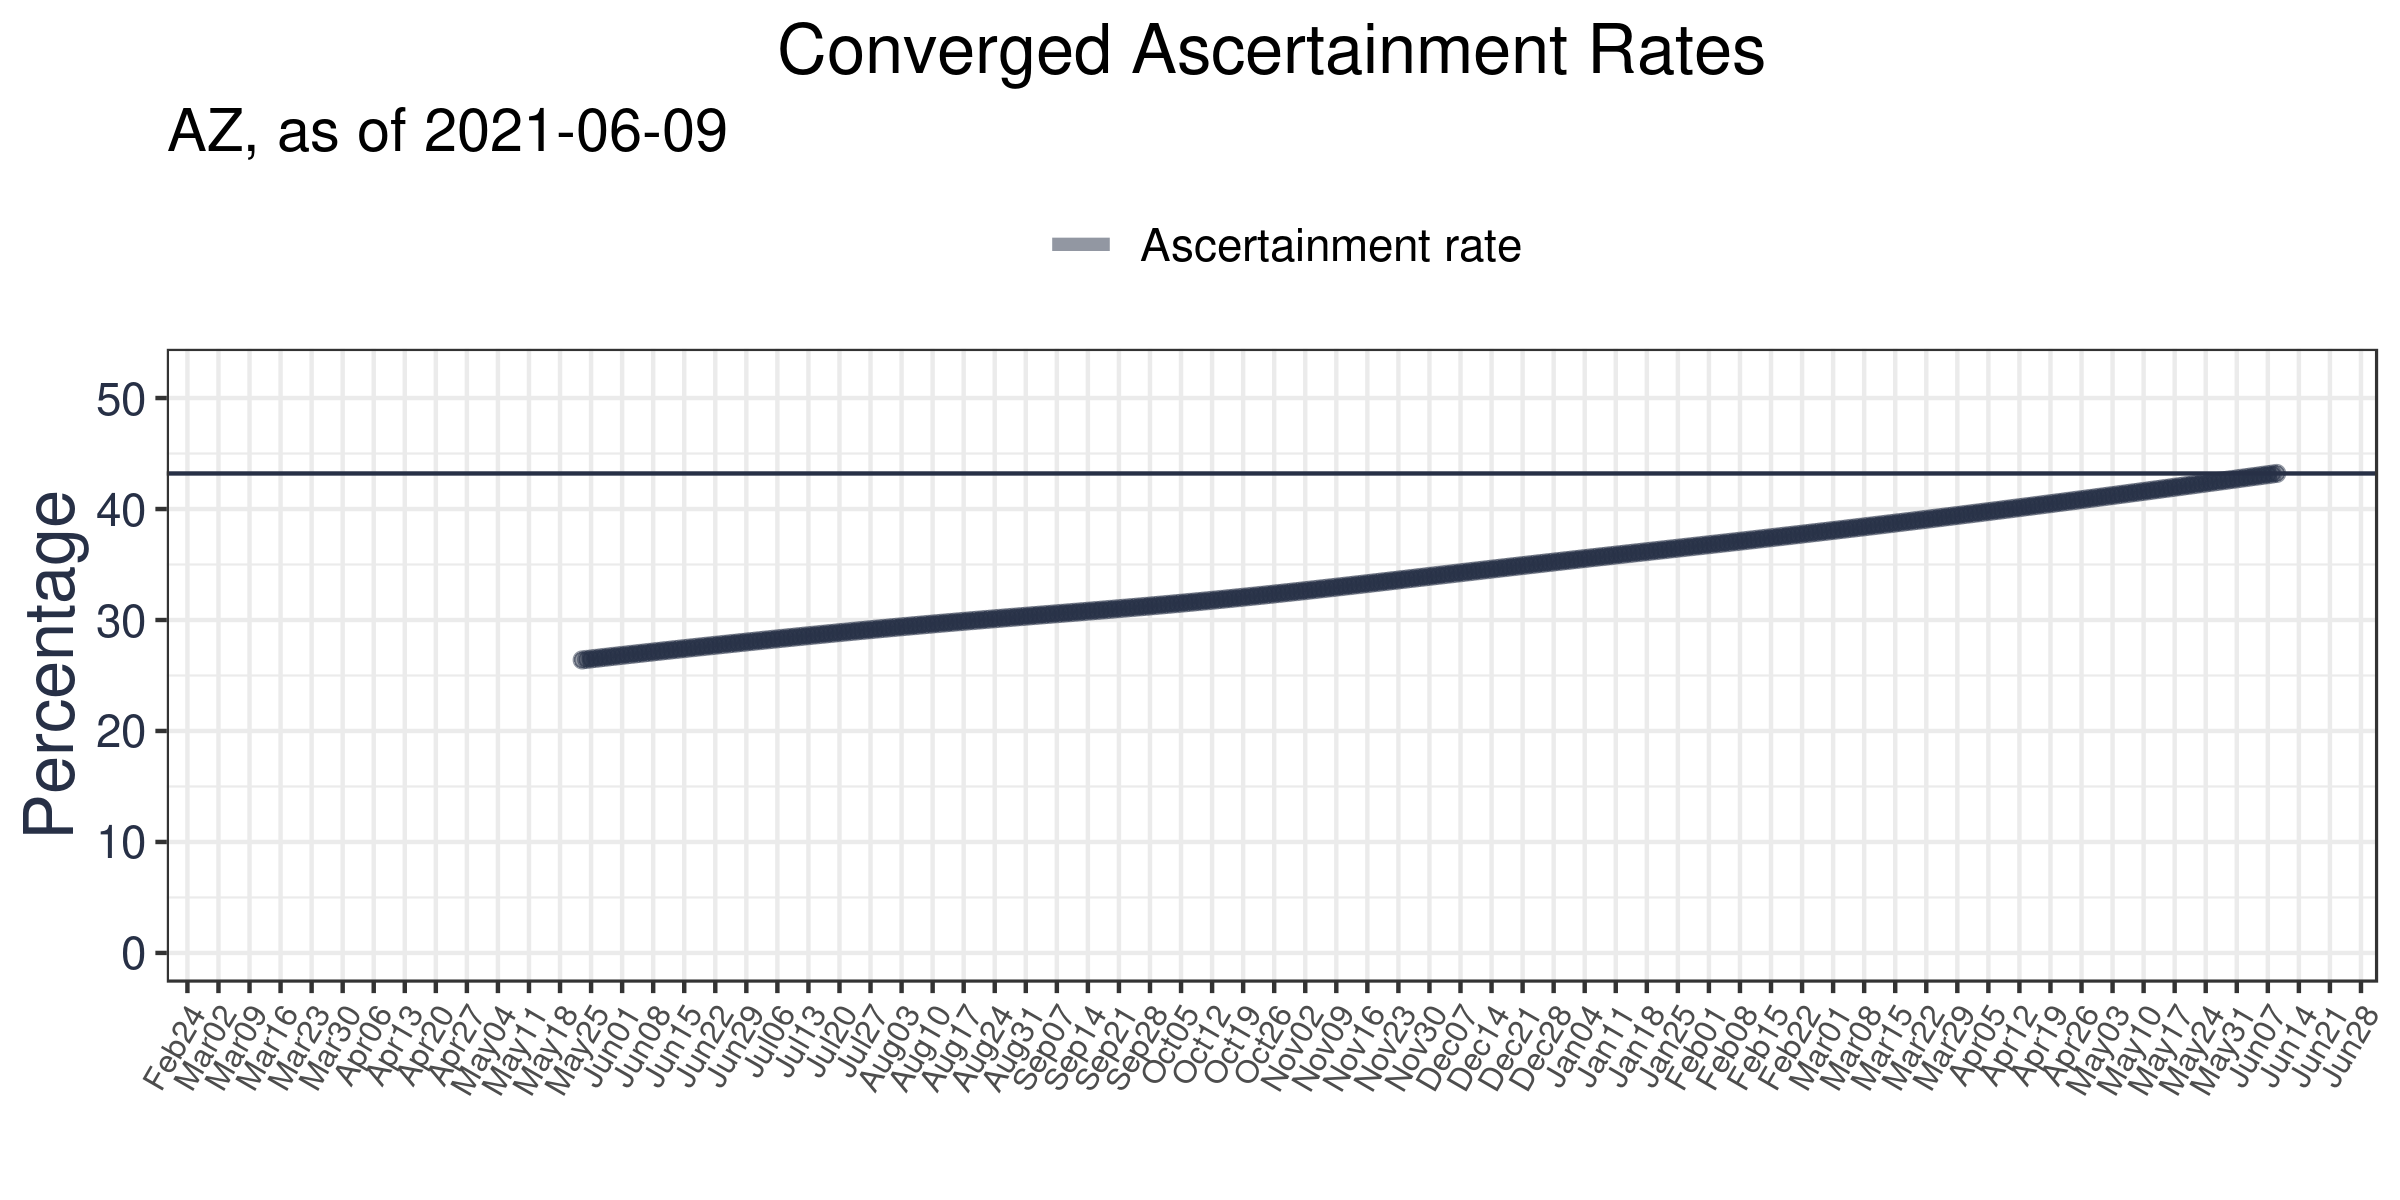 Converged Ascertainment Rates
AZ, as of 2021-06-09
Ascertainment rate
Percentage
50
40
30
20
10
0
Feb24
Mar02
Mar09
Mar16
Mar23
Mar30
Apr06
Apr13
Apr20
Apr27
May04
May11
May18
May25
Jun01
Jun08
Jun15
Jun22
Jun29
Jul06
Jul13
Jul20
Jul27
Aug03
Aug10
Aug17
Aug24
Aug31
Sep07
Sep14
Sep21
Sep28
Oct05
Oct12
Oct19
Oct26
Nov02
Nov09
Nov16
Nov23
Nov30
Dec07
Dec14
Dec21
Dec28
Jan04
Jan11
Jan18
Jan25
Feb01
Feb08
Feb15
Feb22
Mar01
Mar08
Mar15
Mar22
Mar29
Apr05
Apr12
Apr19
Apr26
May03
May10
May17
May24
May31
Jun07
Jun14
Jun21
Jun28